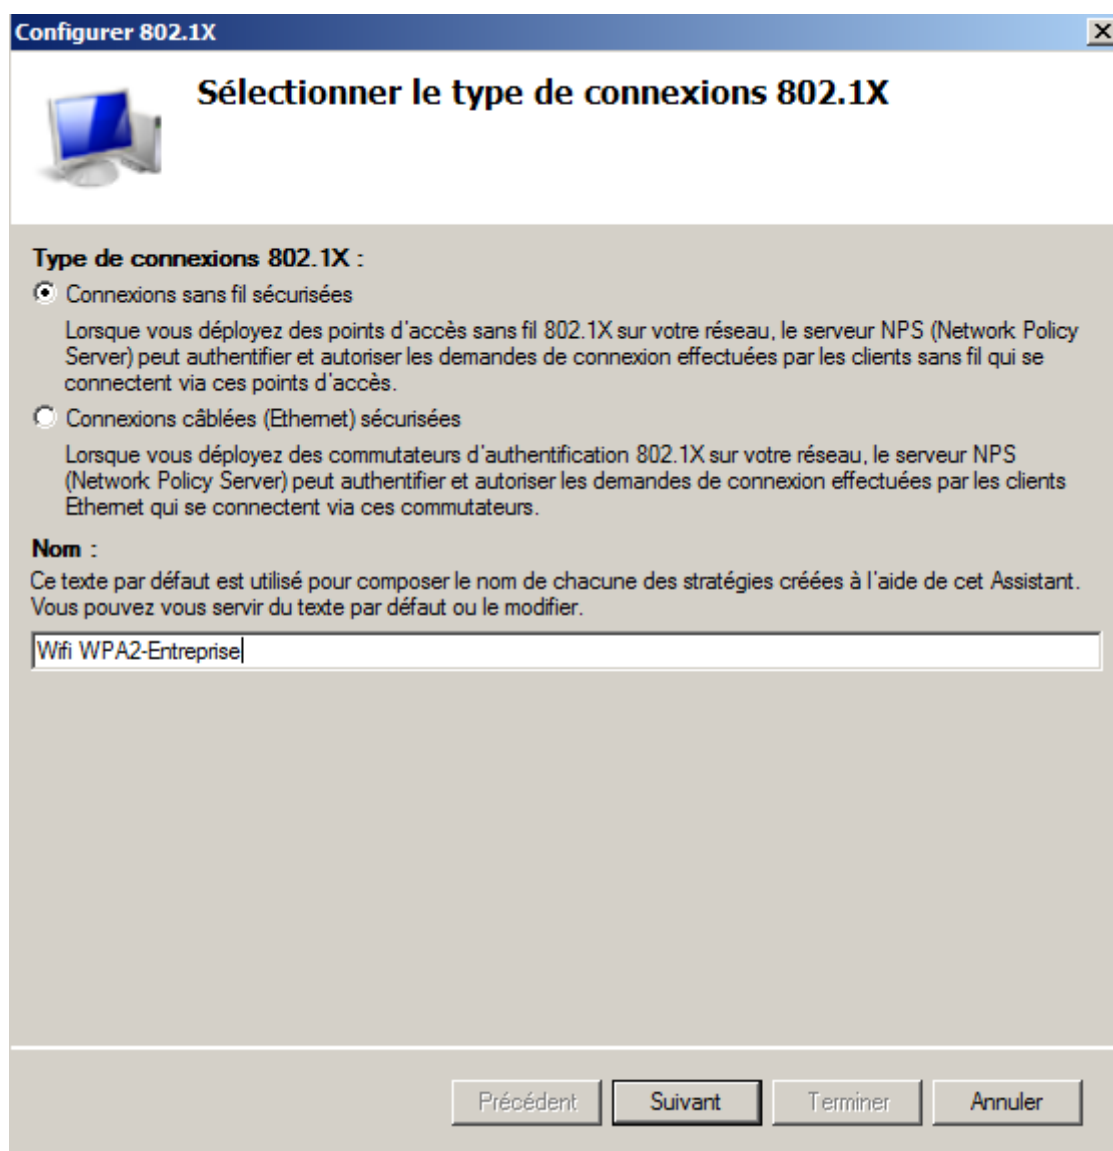 Configurer 802.1X
Sélectionner le type de connexions 802.1X
Type de connexions 802.1X :
Connexions sans fil sécurisées
Lorsque vous déployez des points d'accès sans fil 802.1X sur votre réseau, le serveur NPS (Network Policy
Server) peut authentifier et autoriser les demandes de connexion effectuées par les clients sans fil qui se
connectent via ces points d'accès.
Connexions câblées (Ethernet) sécurisées
Lorsque vous déployez des commutateurs d'authentification 802.1X sur votre réseau, le serveur NPS
(Network Policy Server) peut authentifier et autoriser les demandes de connexion effectuées par les clients
Ethernet qui se connectent via ces commutateurs.
Nom :
Ce texte par défaut est utilisé pour composer le nom de chacune des stratégies créées à l'aide de cet Assistant.
Vous pouvez vous servir du texte par défaut ou le modifier.
Wifi WPA2-Entreprise
Précédent Suivant Terminer Annuler